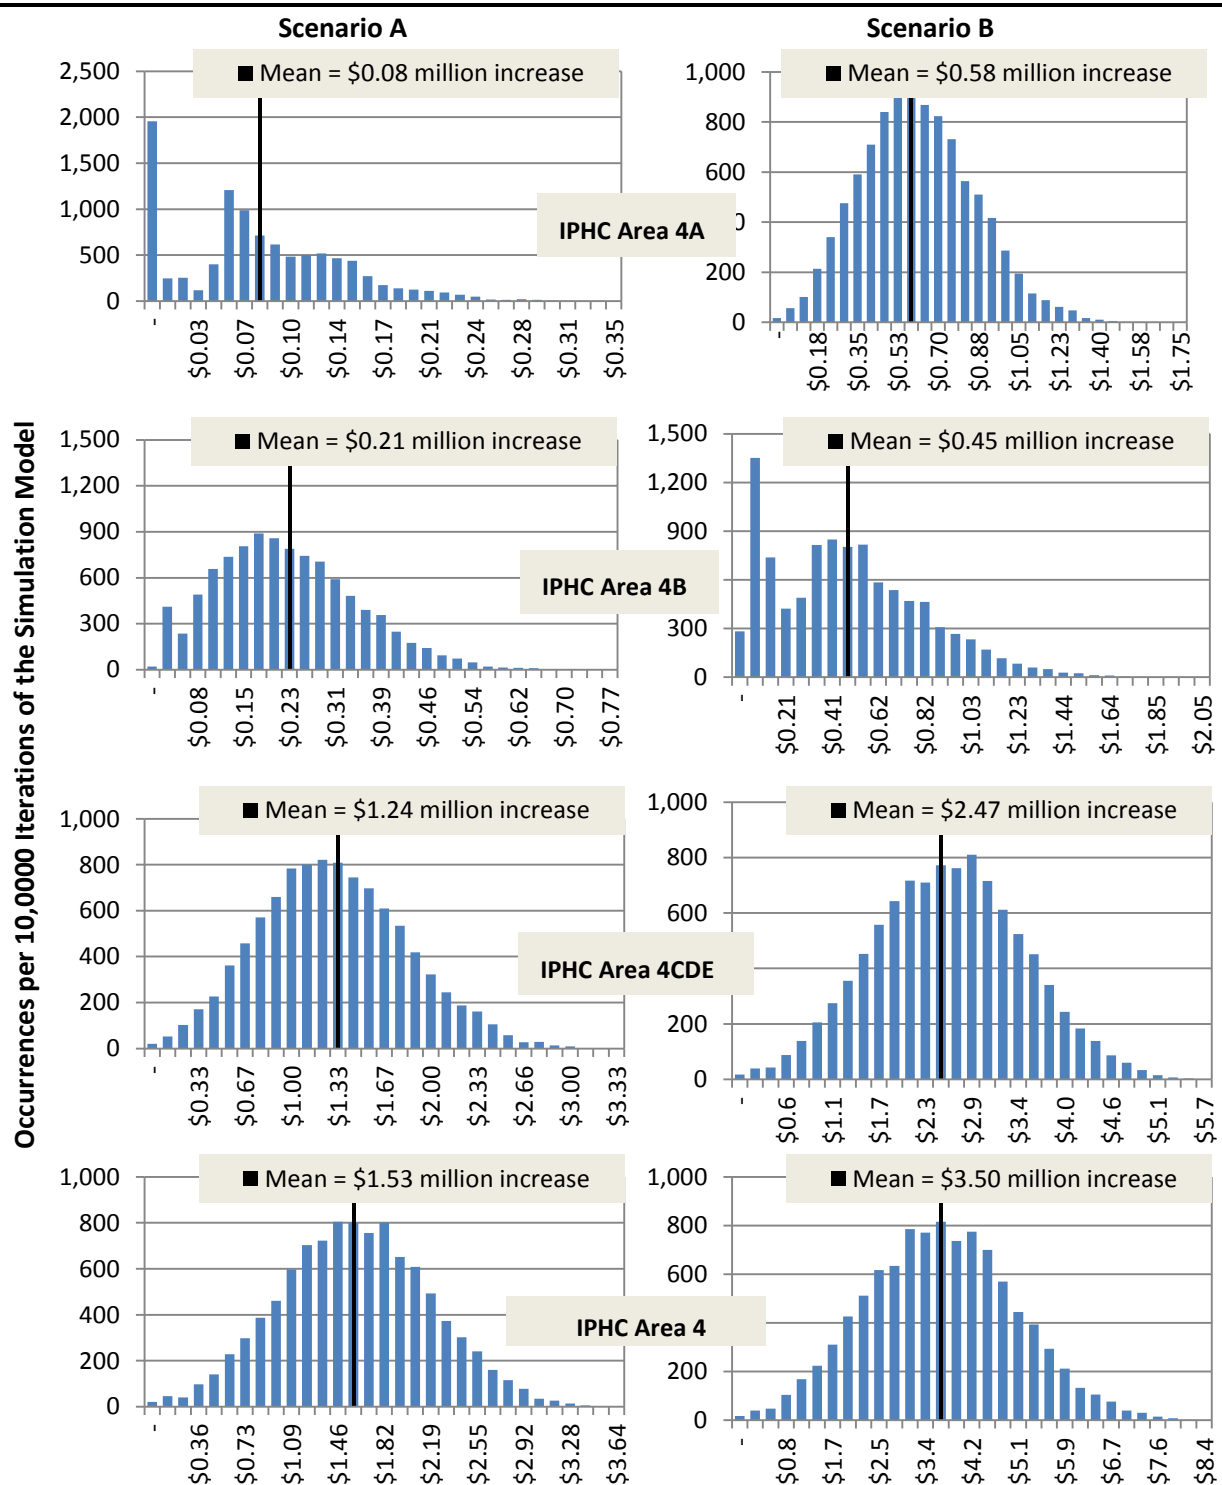 Scenario A
Scenario B
Occurrences per 10,0000 Iterations of the Simulation Model
Mean = $0.08 million increase
2,500
2,000
1,500
1,000
500
0
- $0.03 $0.07 $0.10 $0.14 $0.17 $0.21 $0.24 $0.28 $0.31 $0.35
IPHC Area 4A
Mean = $0.58 million increase
1,000
800
600
0
200
0
- $0.18 $0.35 $0.53 $0.70 $0.88 $1.05 $1.23 $1.40 $1.58 $1.75
Mean = $0.21 million increase
1,500
1,200
900
600
300
0
- $0.08 $0.15 $0.23 $0.31 $0.39 $0.46 $0.54 $0.62 $0.70 $0.77
IPHC Area 4B
Mean = $0.45 million increase
1,500
1,200
900
300
0
- $0.21 $0.41 $0.62 $0.82 $1.03 $1.23 $1.44 $1.64 $1.85 $2.05
Mean = $1.24 million increase
1,000
800
600
400
200
0
- $0.33 $0.67 $1.00 $1.33 $1.67 $2.00 $2.33 $2.66 $3.00 $3.33
IPHC Area 4CDE
Mean = $2.47 million increase
1,000
800
600
200
0
- $0.6 $1.1 $1.7 $2.3 $2.9 $3.4 $4.0 $4.6 $5.1 $5.7
Mean = $1.53 million increase
1,000
800
600
400
200
0
- $0.36 $0.73 $1.09 $1.46 $1.82 $2.19 $2.55 $2.92 $3.28 $3.64
IPHC Area 4
Mean = $3.50 million increase
1,000
800
600
200
0
- $0.8 $1.7 $2.5 $3.4 $4.2 $5.1 $5.9 $6.7 $7.6 $8.4